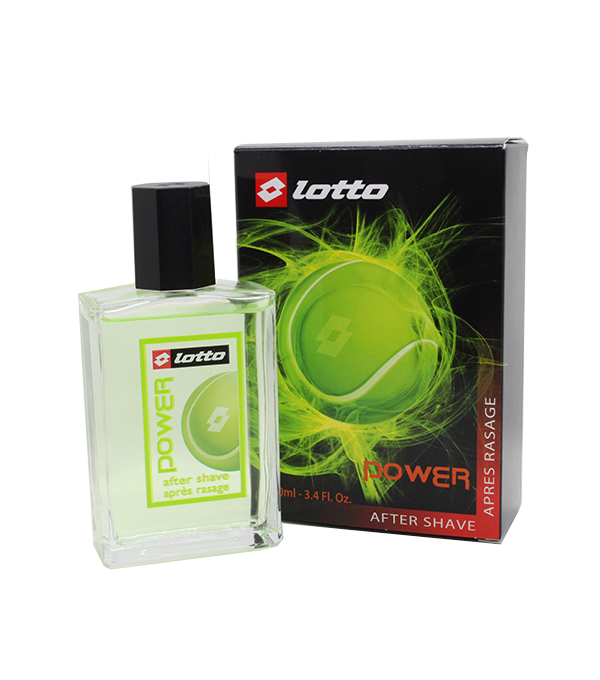 lotto
POWER
after shave
après rasage
lotto
POWER
0ml - 3.4 Fl. Oz.
AFTER SHAVE
APRES RASAGE